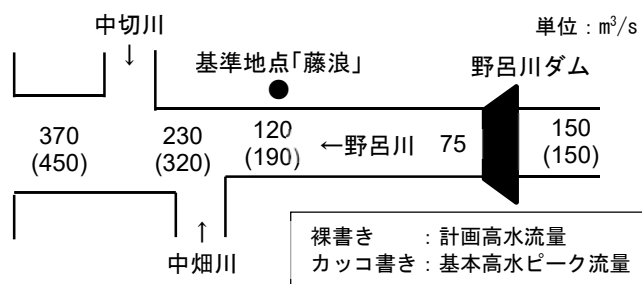 中切川
↓
単位：m³/s
基準地点「藤浪」
野呂川ダム
370
(450)
230
(320)
120
(190)
←野呂川
75
150
(150)
↑
中畑川
裸書き　　：計画高水流量
カッコ書き：基本高水ピーク流量